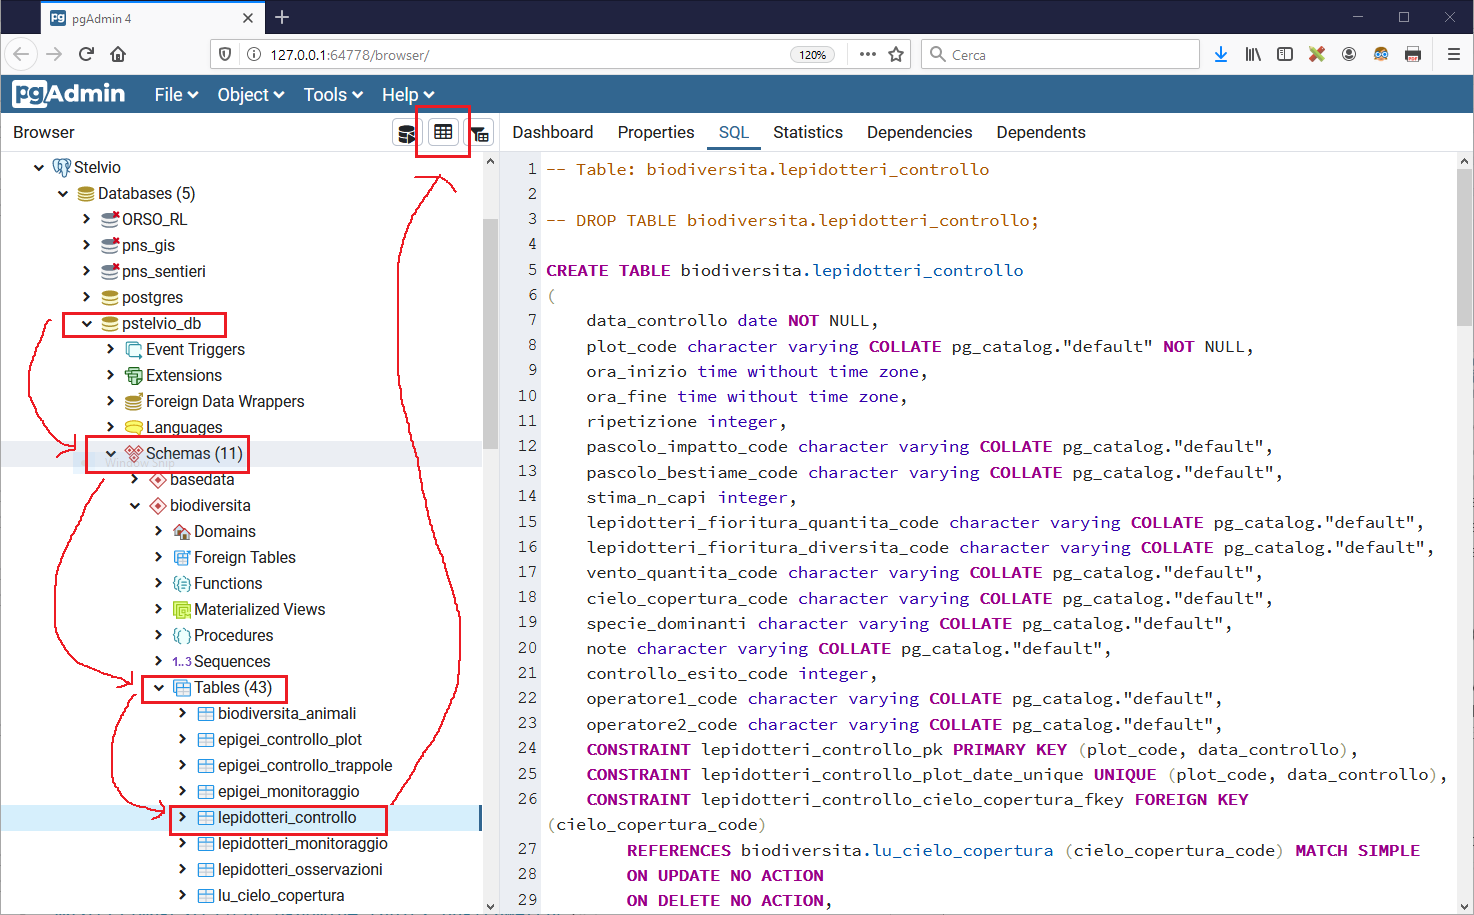 pgAdmin 4
127.0.0.1:64778/browser/
120%
Cerca
pgAdmin
File
Object
Tools
Help
Browser
Dashboard
Properties
SQL
Statistics
Dependencies
Dependents
Stelvio
Databases (5)
ORSO_RL
pns_gis
pns_sentieri
postgres
pstelvio_db
Event Triggers
Extensions
Foreign Data Wrappers
Languages
Schemas (11)
Window Snip
basedata
biodiversita
Domains
Foreign Tables
Functions
Materialized Views
Procedures
1..3 Sequences
Tables (43)
biodiversita_animali
epigei_controllo_plot
epigei_controllo_trappole
epigei_monitoraggio
lepidotteri_controllo
lepidotteri_monitoraggio
lepidotteri_osservazioni
lu_cielo_copertura
1 -- Table: biodiversita.lepidotteri_controllo
2
3 -- DROP TABLE biodiversita.lepidotteri_controllo;
4
5 CREATE TABLE biodiversita.lepidotteri_controllo
6 (
7 data_controllo date NOT NULL,
8 plot_code character varying COLLATE pg_catalog."default" NOT NULL,
9 ora_inizio time without time zone,
10 ora_fine time without time zone,
11 ripetizione integer,
12 pascolo_impatto_code character varying COLLATE pg_catalog."default",
13 pascolo_bestiame_code character varying COLLATE pg_catalog."default",
14 stima_n_capi integer,
15 lepidotteri_fioritura_quantita_code character varying COLLATE pg_catalog."default",
16 lepidotteri_fioritura_diversita_code character varying COLLATE pg_catalog."default",
17 vento_quantita_code character varying COLLATE pg_catalog."default",
18 cielo_copertura_code character varying COLLATE pg_catalog."default",
19 specie_dominanti character varying COLLATE pg_catalog."default",
20 note character varying COLLATE pg_catalog."default",
21 controllo_esito_code integer,
22 operatore1_code character varying COLLATE pg_catalog."default",
23 operatore2_code character varying COLLATE pg_catalog."default",
24 CONSTRAINT lepidotteri_controllo_pk PRIMARY KEY (plot_code, data_controllo),
25 CONSTRAINT lepidotteri_controllo_plot_date_unique UNIQUE (plot_code, data_controllo),
26 CONSTRAINT lepidotteri_controllo_cielo_copertura_fkey FOREIGN KEY
(cielo_copertura_code)
27 REFERENCES biodiversita.lu_cielo_copertura (cielo_copertura_code) MATCH SIMPLE
28 ON UPDATE NO ACTION
29 ON DELETE NO ACTION,